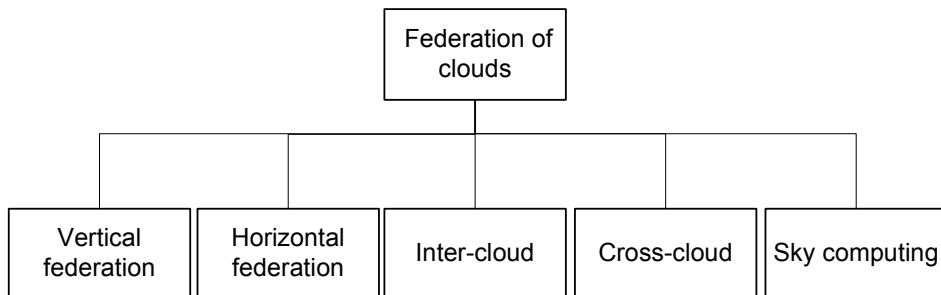 Federation of
clouds
Vertical
federation
Horizontal
federation
Inter-cloud
Cross-cloud
Sky computing